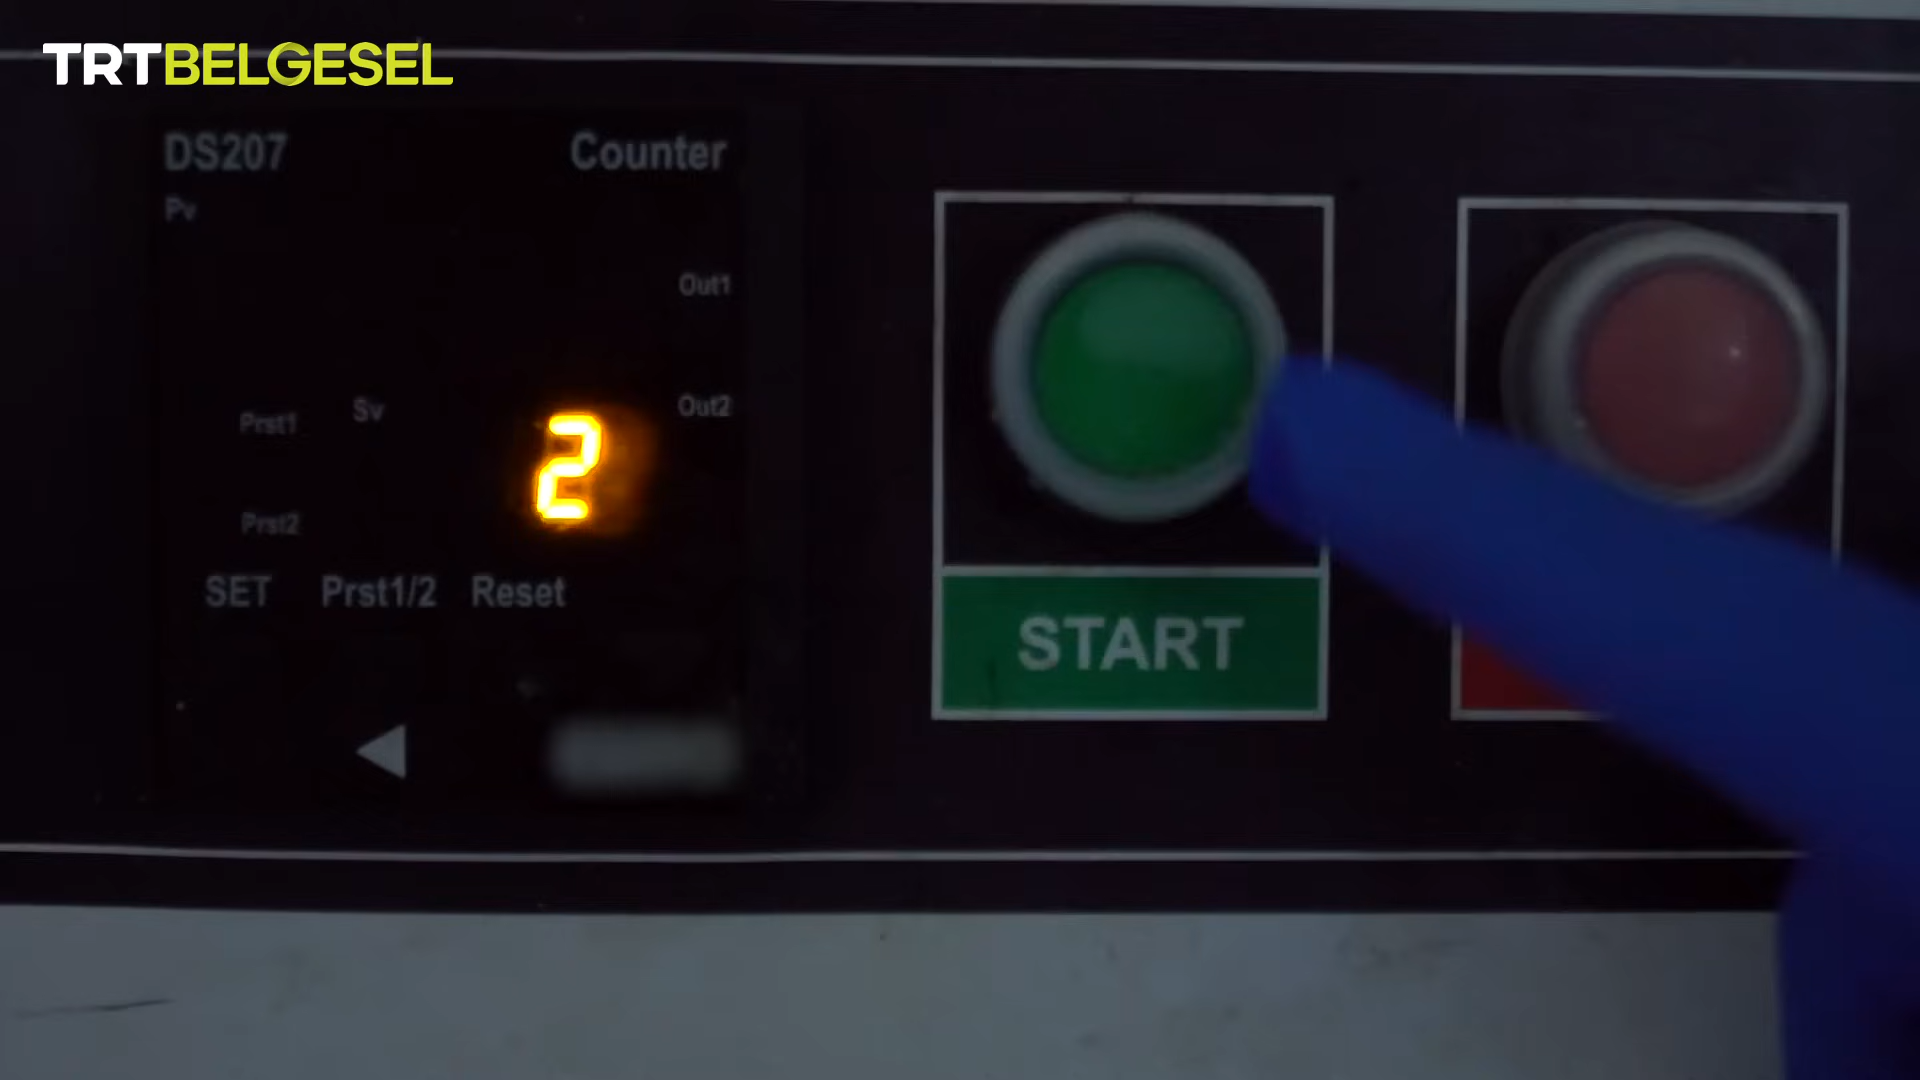 TRTBELGESEL
DS207 Counter
Pv
Out1
Out2
Prst1 Sv
2
Prst2
SET Prst1/2 Reset
START